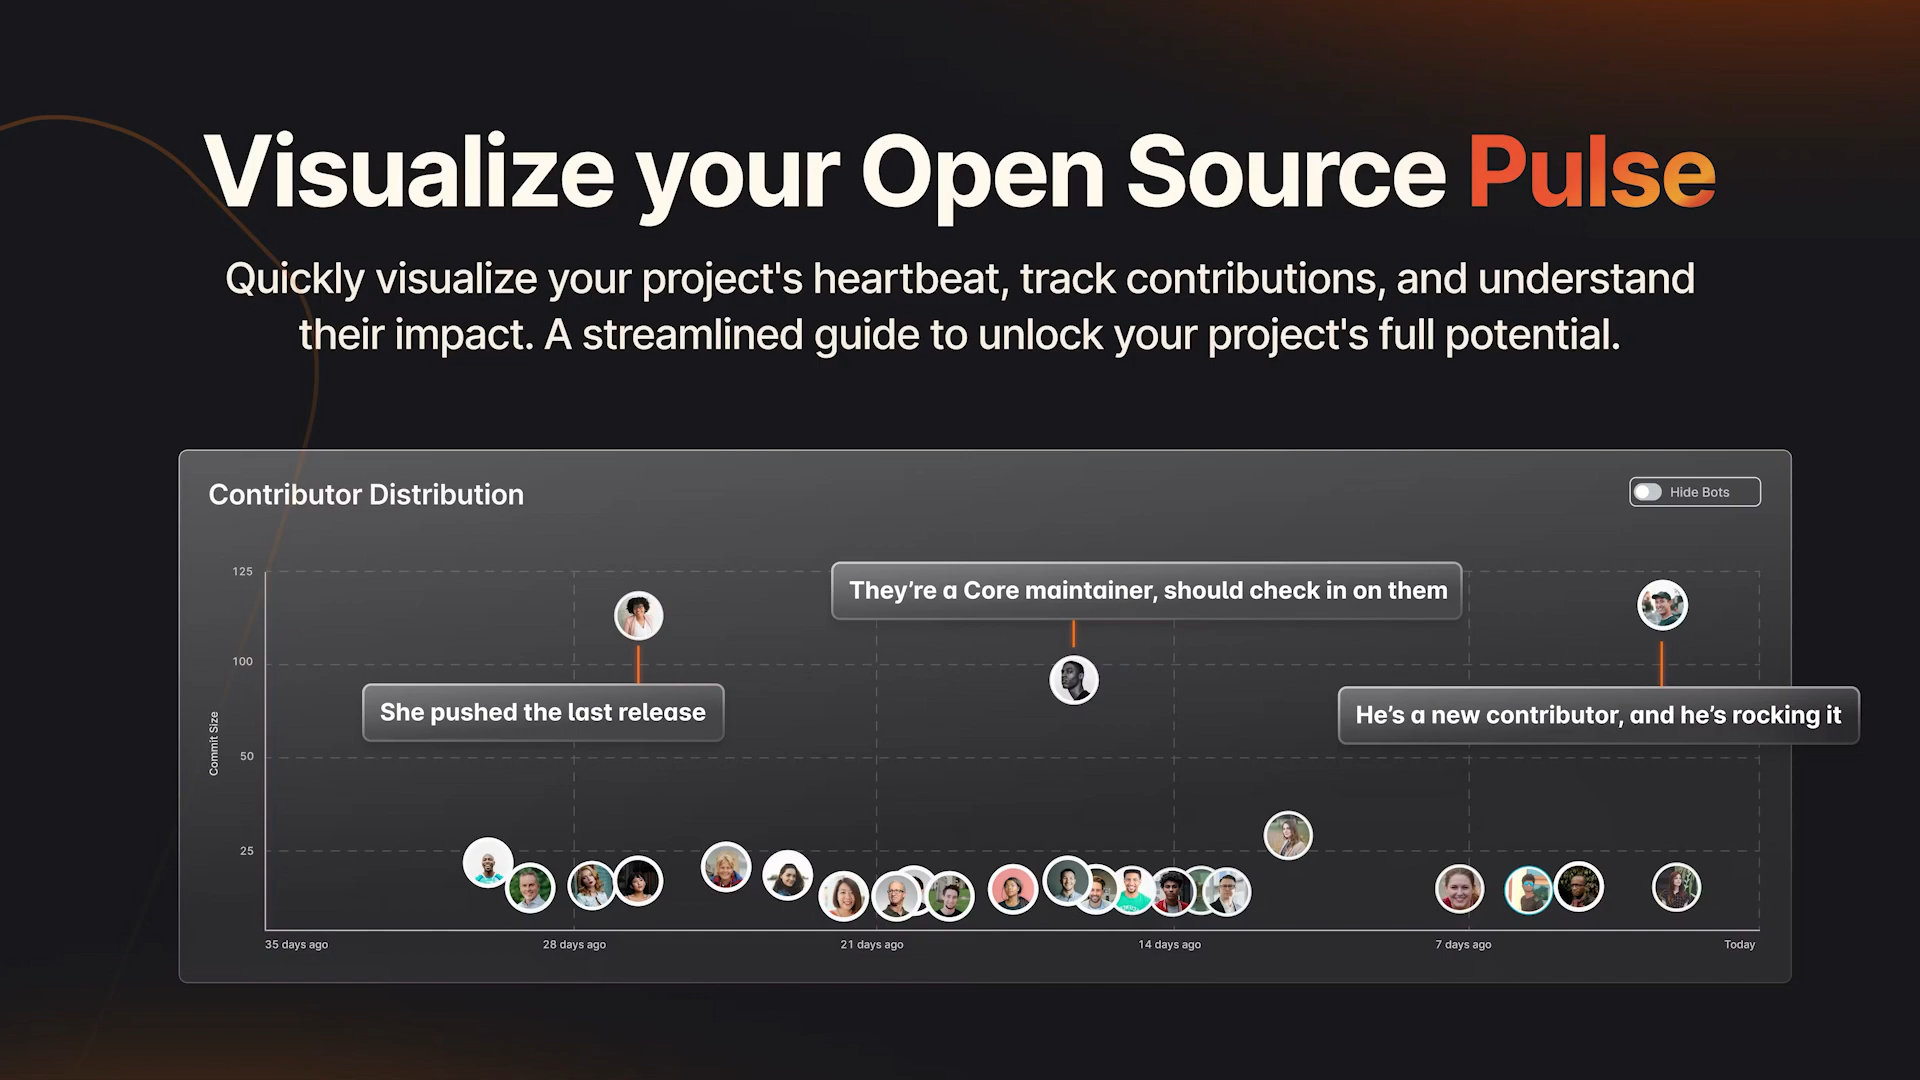 Visualize your Open Source Pulse
Quickly visualize your project's heartbeat, track contributions, and understand
their impact. A streamlined guide to unlock your project's full potential.
Contributor Distribution
Hide Bots
125
They’re a Core maintainer, should check in on them
100
She pushed the last release
He’s a new contributor, and he’s rocking it
Commit Size
50
25
35 days ago
28 days ago
21 days ago
14 days ago
7 days ago
Today